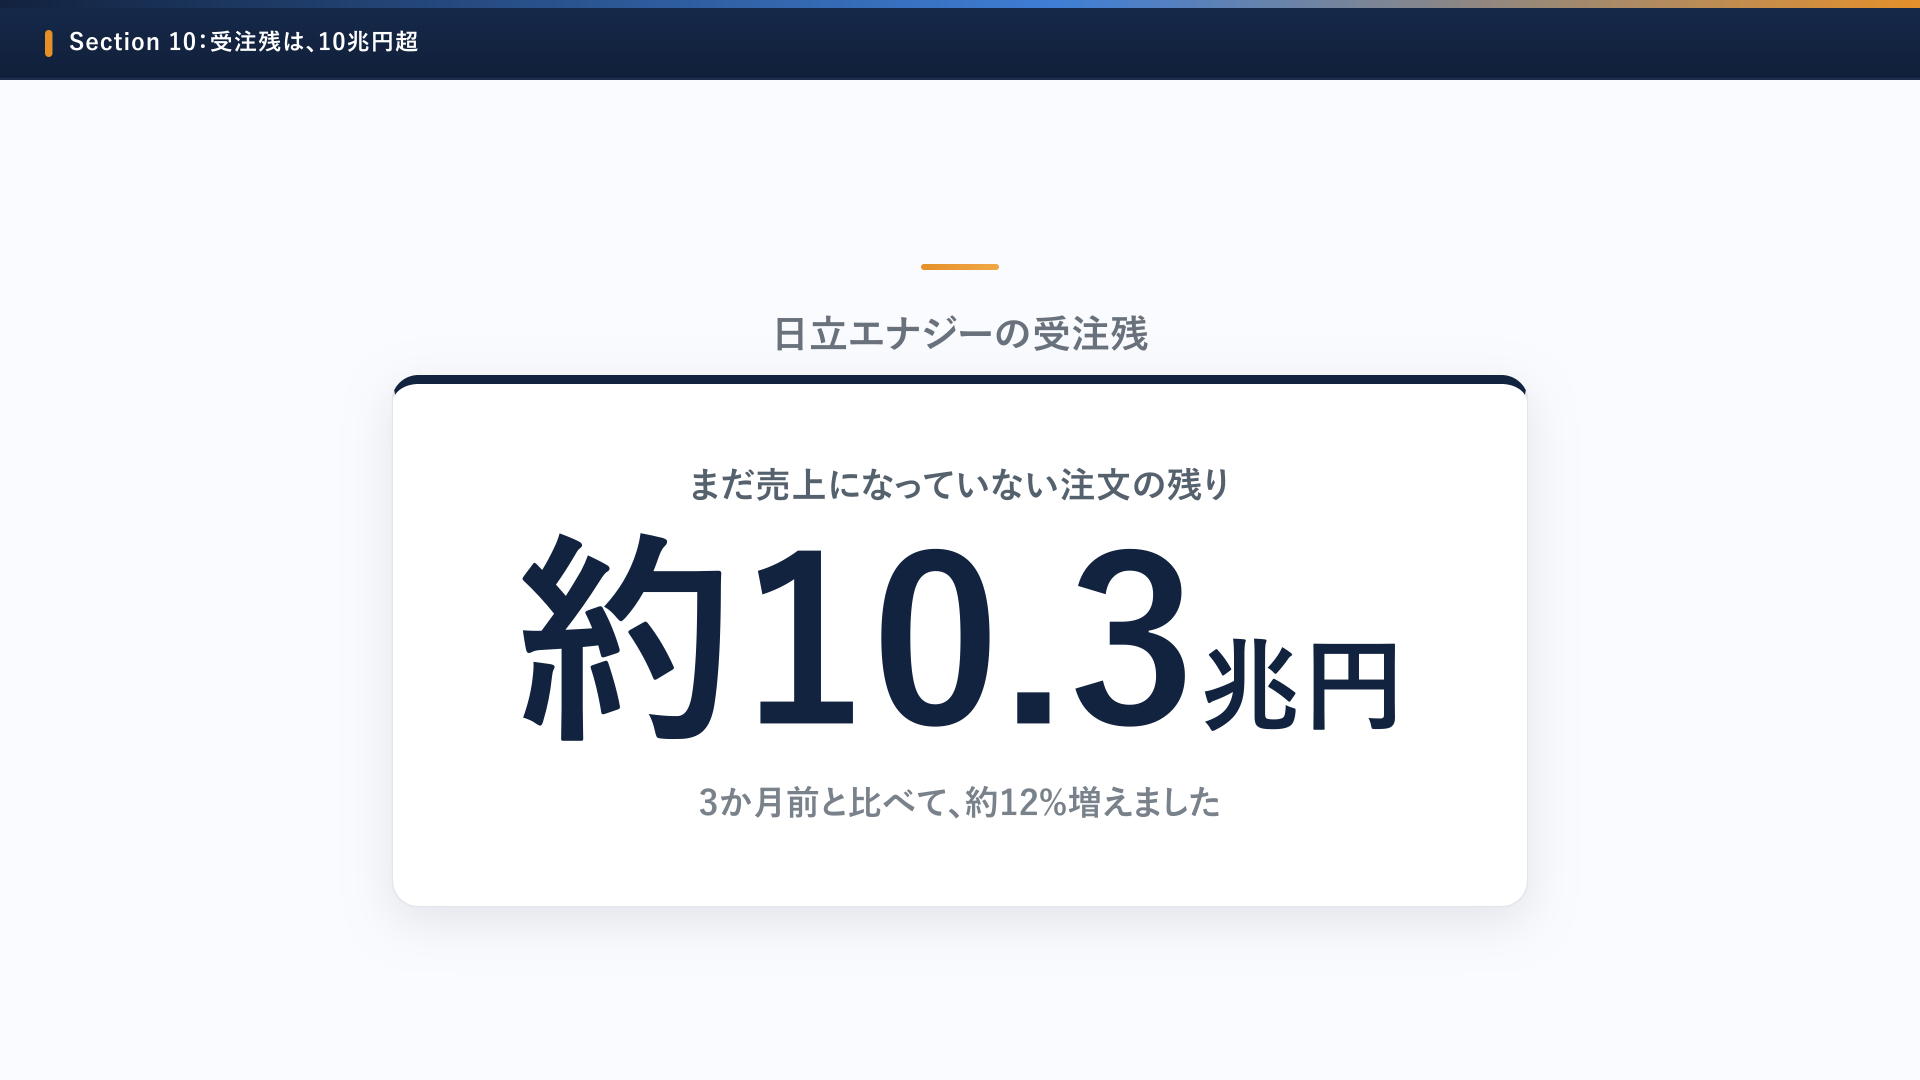 Section 10：受注残は、10兆円超
日立エナジーの受注残
まだ売上になっていない注文の残り
約10.3兆円
3か月前と比べて、約12%増えました